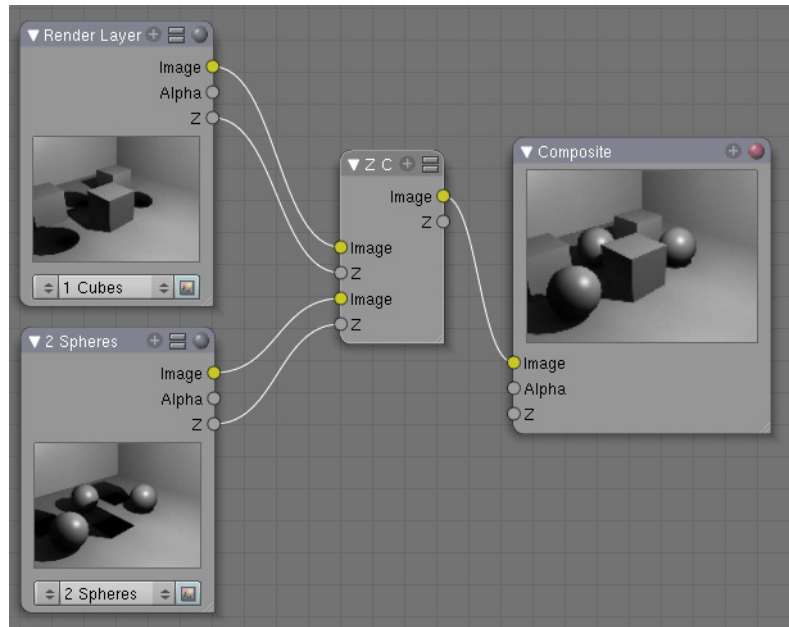 Render Layer
Image
Alpha
Z
1 Cubes
2 Spheres
Image
Alpha
Z
2 Spheres
Z C
Image
Z
Image
Z
Image
Z
Composite
Image
Alpha
Z